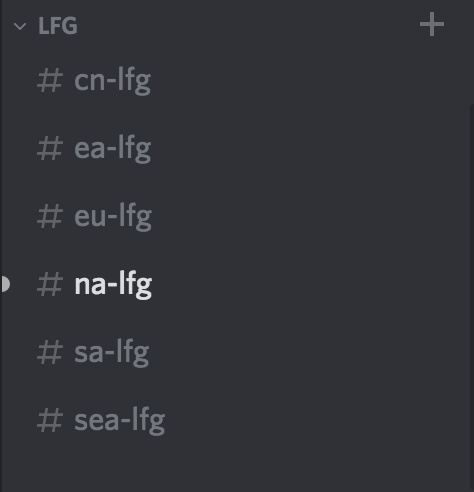 LFG
# cn-lfg
# ea-lfg
# eu-lfg
# na-lfg
# sa-lfg
# sea-lfg